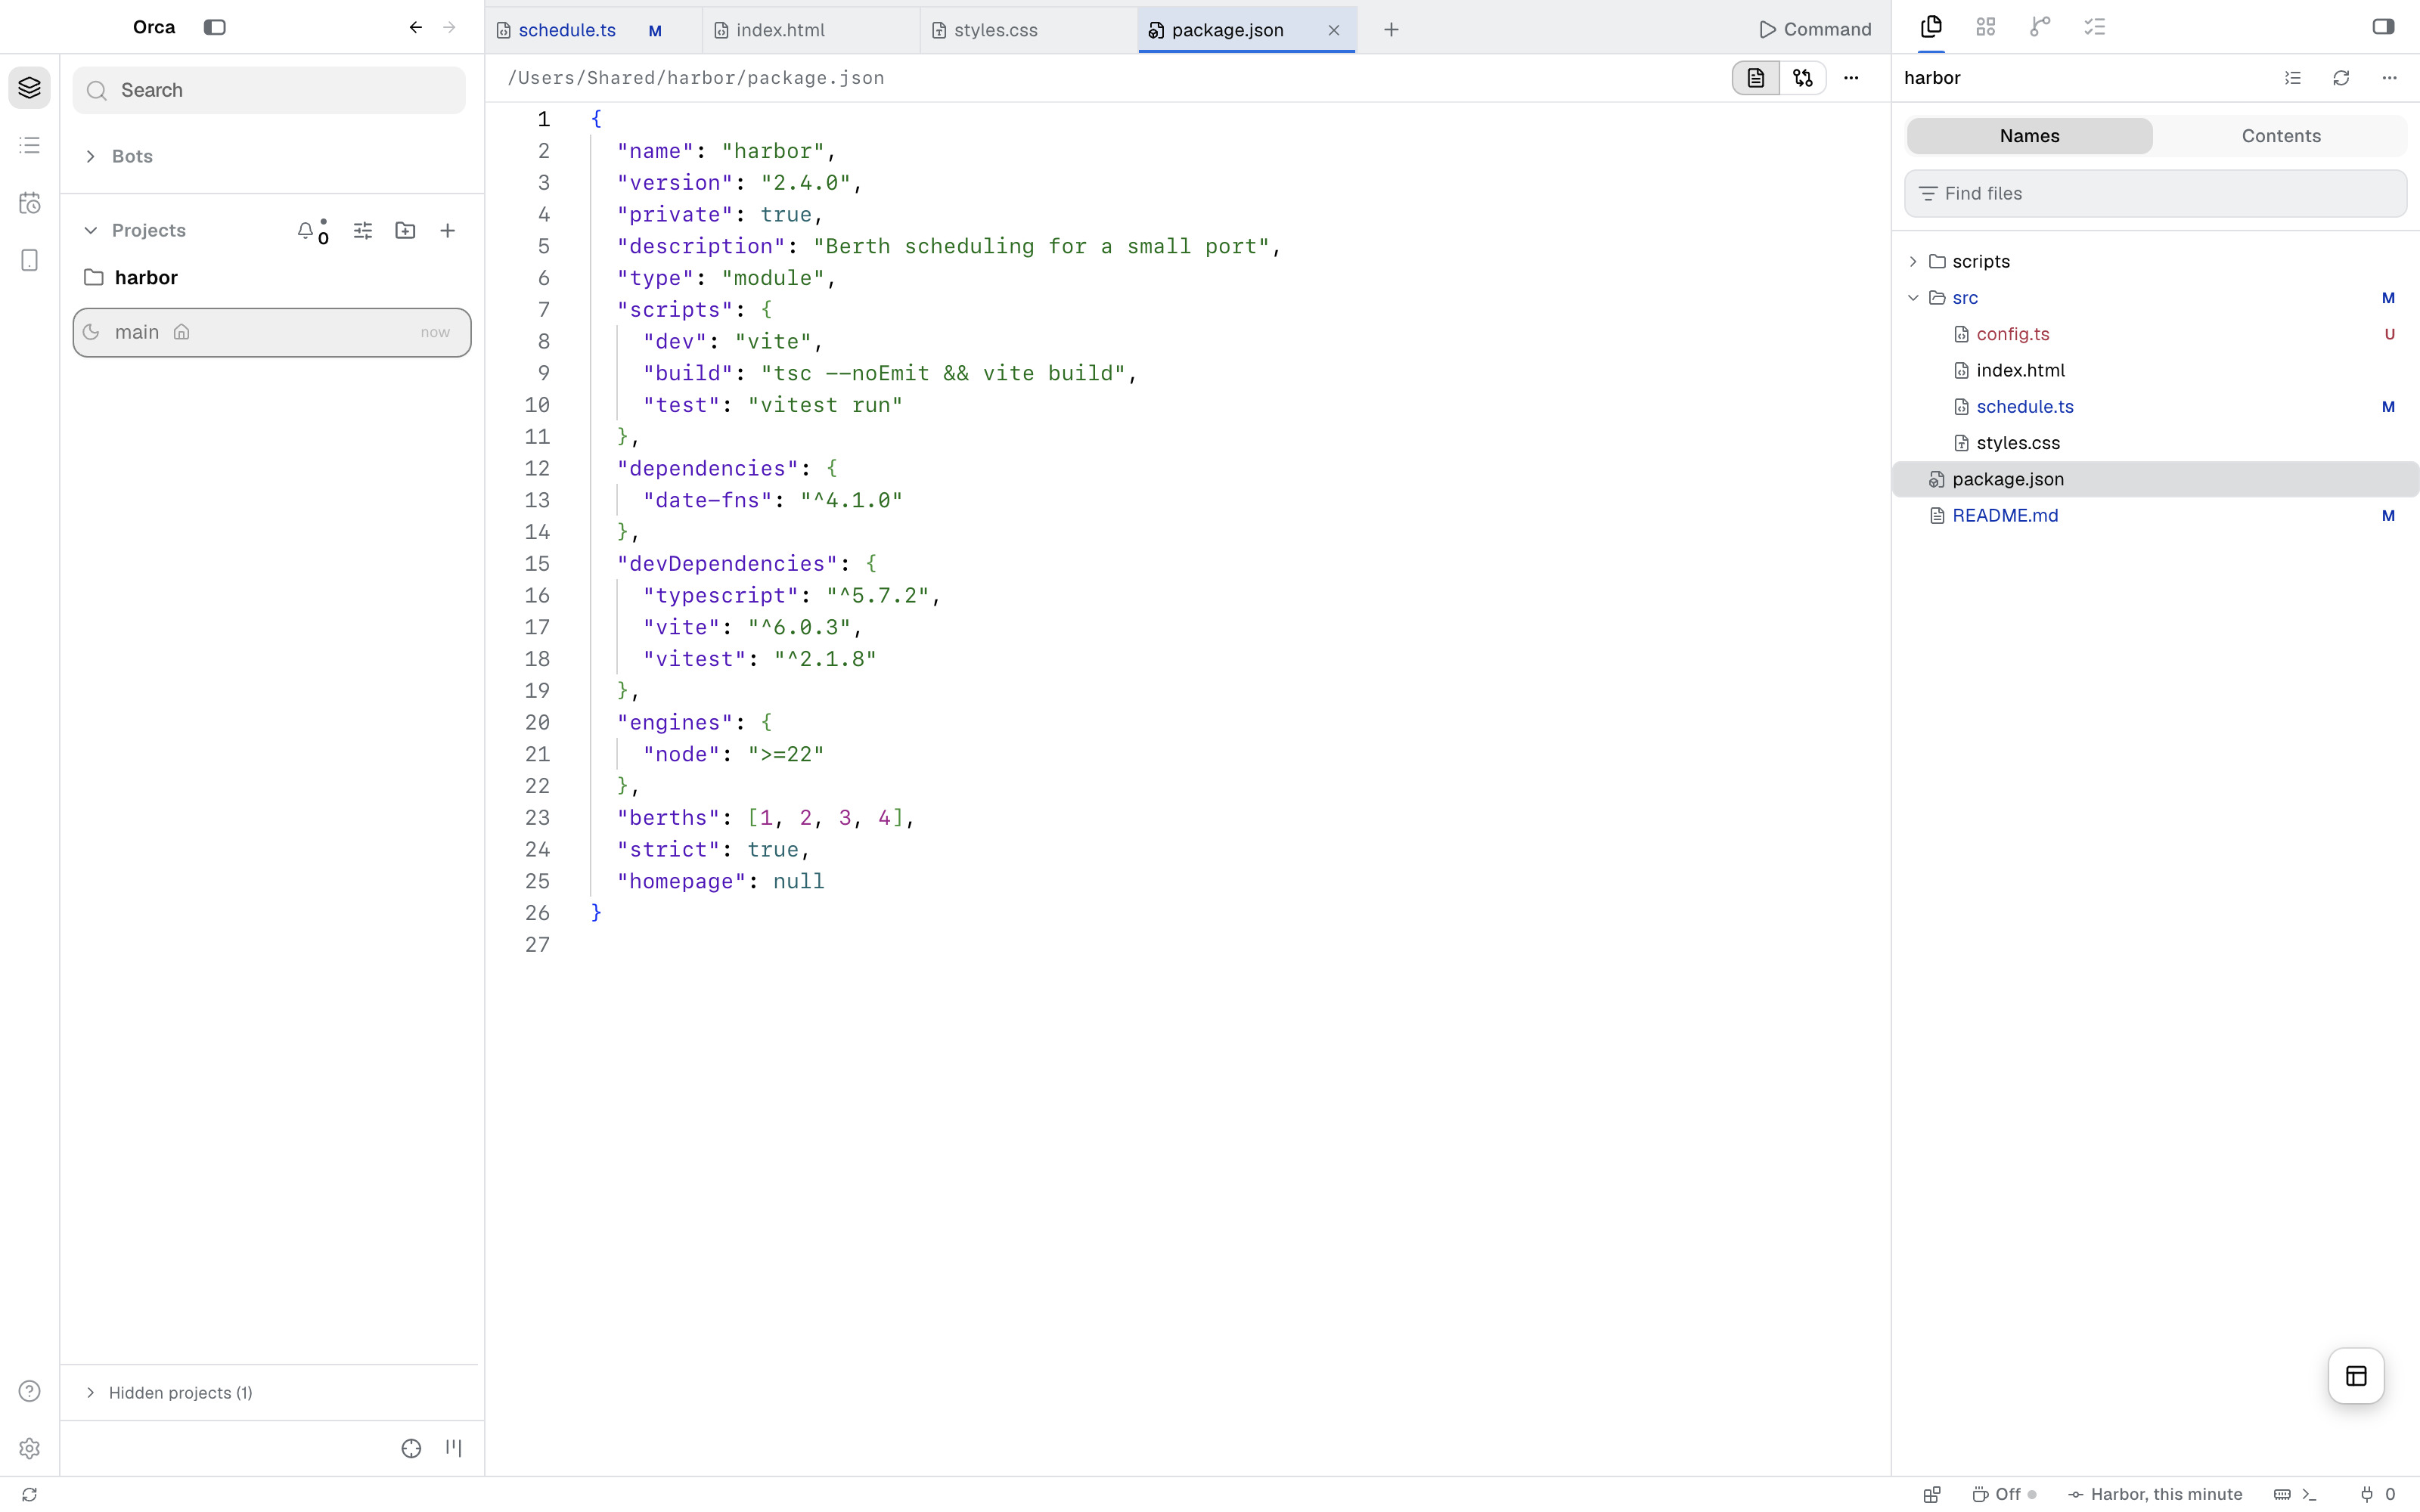 Orca
schedule.ts M
index.html
styles.css
package.json
Command
Search
Bots
Projects 0
harbor
main now
Hidden projects (1)
/Users/Shared/harbor/package.json
1 {
2 "name": "harbor",
3 "version": "2.4.0",
4 "private": true,
5 "description": "Berth scheduling for a small port",
6 "type": "module",
7 "scripts": {
8 "dev": "vite",
9 "build": "tsc --noEmit && vite build",
10 "test": "vitest run"
11 },
12 "dependencies": {
13 "date-fns": "^4.1.0"
14 },
15 "devDependencies": {
16 "typescript": "^5.7.2",
17 "vite": "^6.0.3",
18 "vitest": "^2.1.8"
19 },
20 "engines": {
21 "node": ">=22"
22 },
23 "berths": [1, 2, 3, 4],
24 "strict": true,
25 "homepage": null
26 }
27
harbor
Names Contents
Find files
scripts
src M
config.ts U
index.html
schedule.ts M
styles.css
package.json
README.md M
Off Harbor, this minute 0